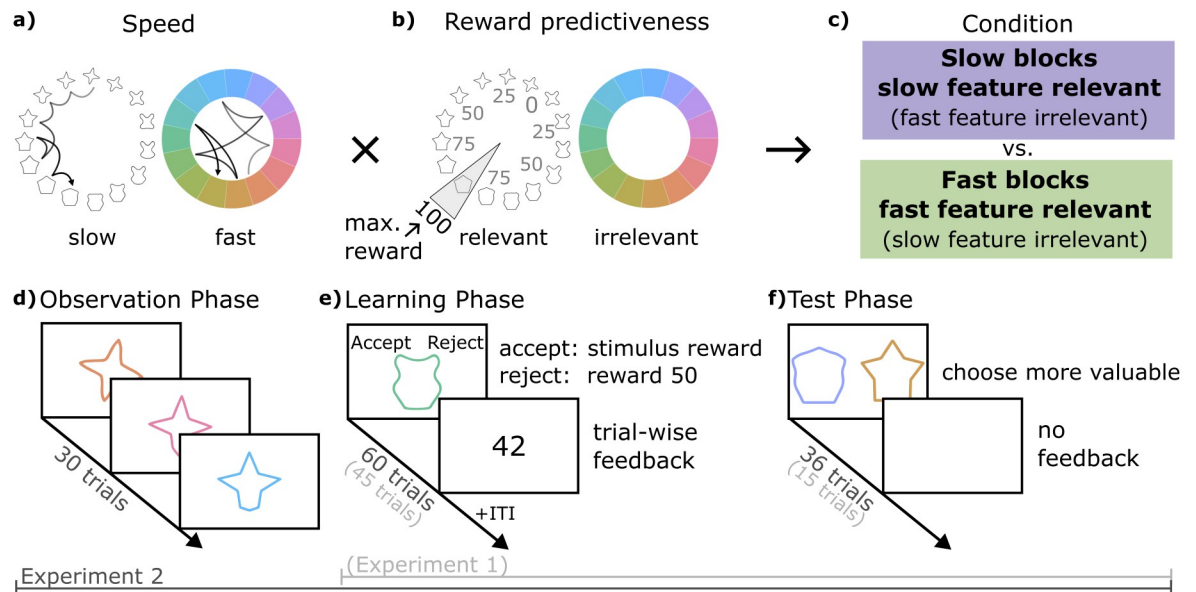 a) Speed
slow
fast
b) Reward predictiveness
25
0
50
25
75
50
75
100
max.
reward
relevant
irrelevant
c) Condition
Slow blocks
slow feature relevant
(fast feature irrelevant)
vs.
Fast blocks
fast feature relevant
(slow feature irrelevant)
d) Observation Phase
30 trials
e) Learning Phase
Accept Reject
accept: stimulus reward
reject: reward 50
42
trial-wise
feedback
60 trials
(45 trials)
+ITI
f) Test Phase
choose more valuable
no
feedback
36 trials
(15 trials)
(Experiment 1)
Experiment 2